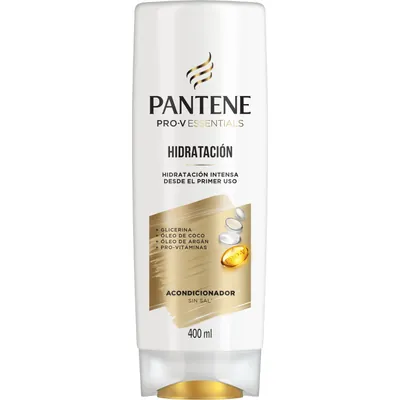 PANTENE
PRO-V ESSENTIALS
HIDRATACIÓN
HIDRATACIÓN INTENSA
DESDE EL PRIMER USO
+ GLICERINA
+ ÓLEO DE COCO
+ ÓLEO DE ARGÁN
+ PRO-VITAMINAS
ACONDICIONADOR
SIN SAL*
400 ml